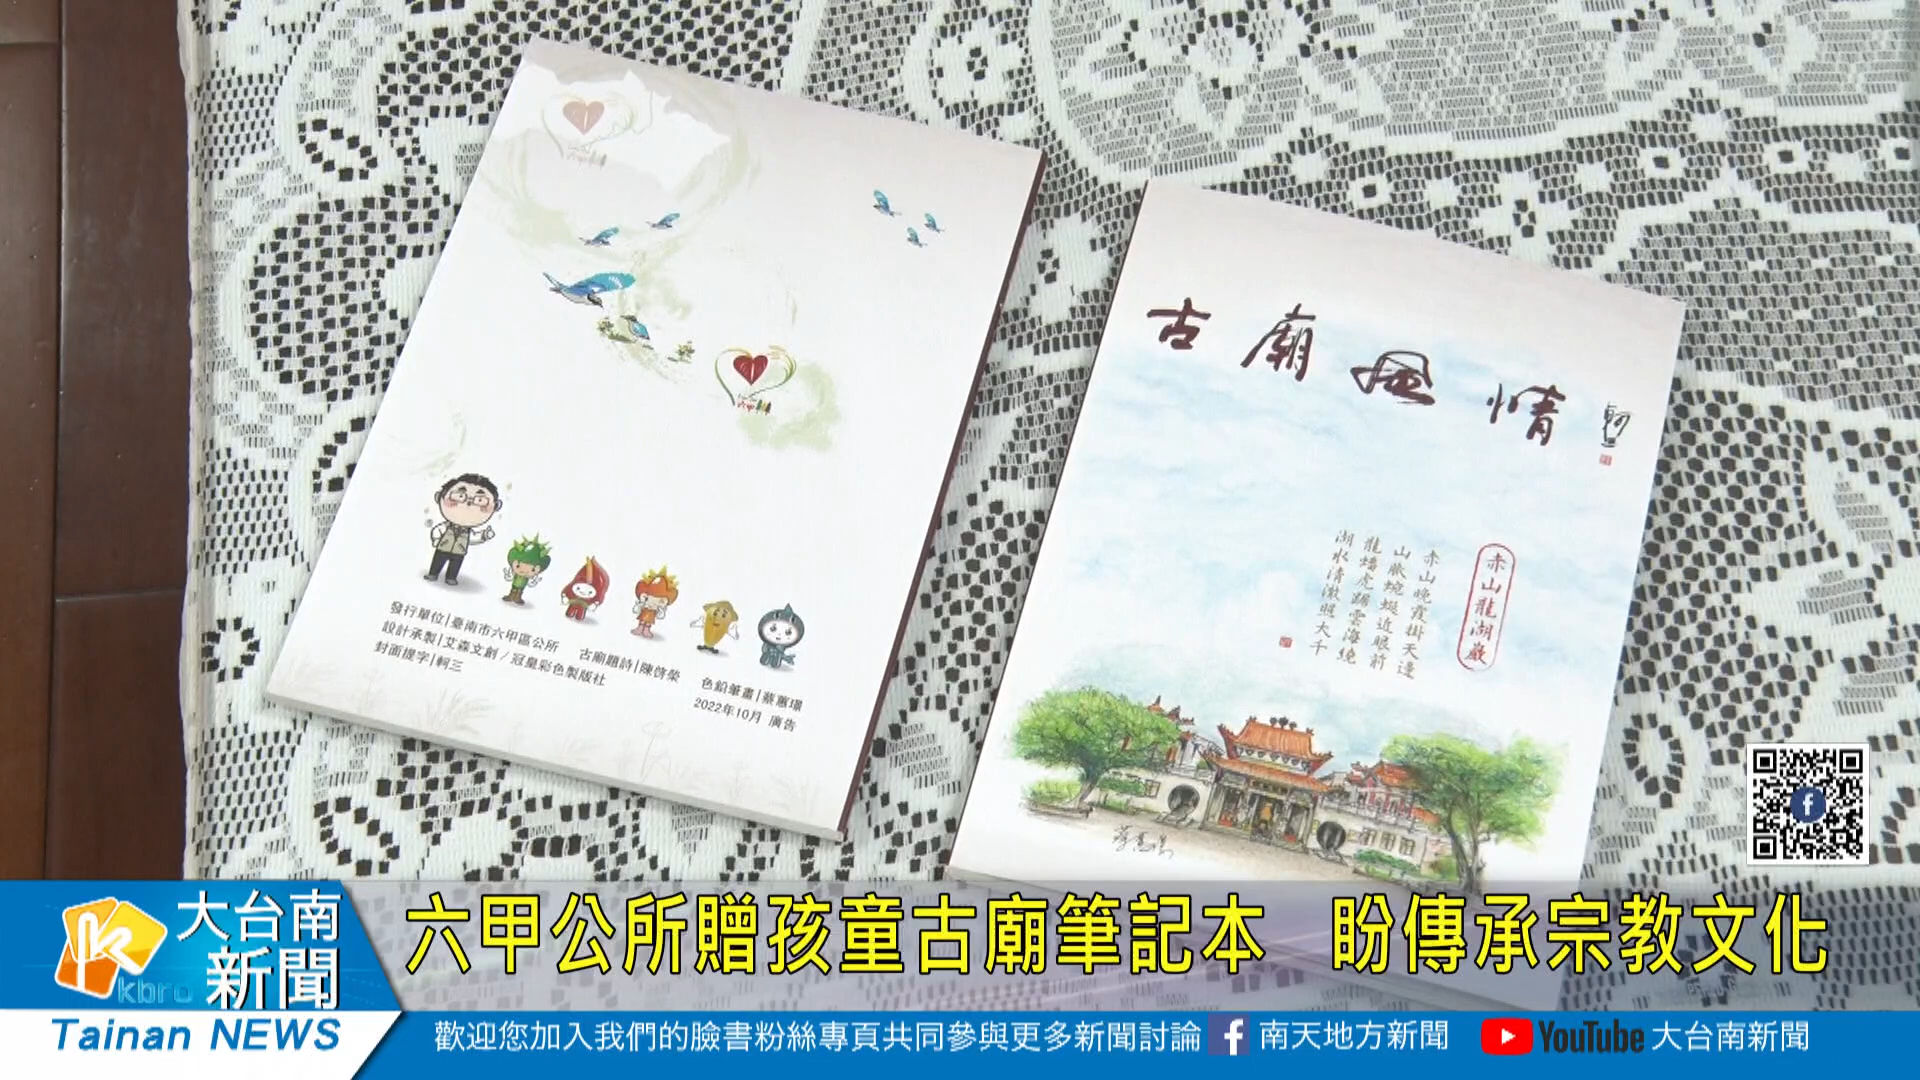 六甲
發行單位|臺南市六甲區公所
設計承製|艾森文創/冠皇彩色製版社
封面提字|軻三
古廟題詩|陳啓榮
色鉛筆畫|蔡蕙璟
2022年10月 廣告
古廟風情
赤山龍湖巖
赤山晚霞掛天邊
山脈蜿蜒近眼前
龍蟠虎踞雲海繞
湖水清澈照大千
大台南
新聞
kbro
Tainan NEWS
六甲公所贈孩童古廟筆記本 盼傳承宗教文化
歡迎您加入我們的臉書粉絲專頁共同參與更多新聞討論 f 南天地方新聞 YouTube 大台南新聞